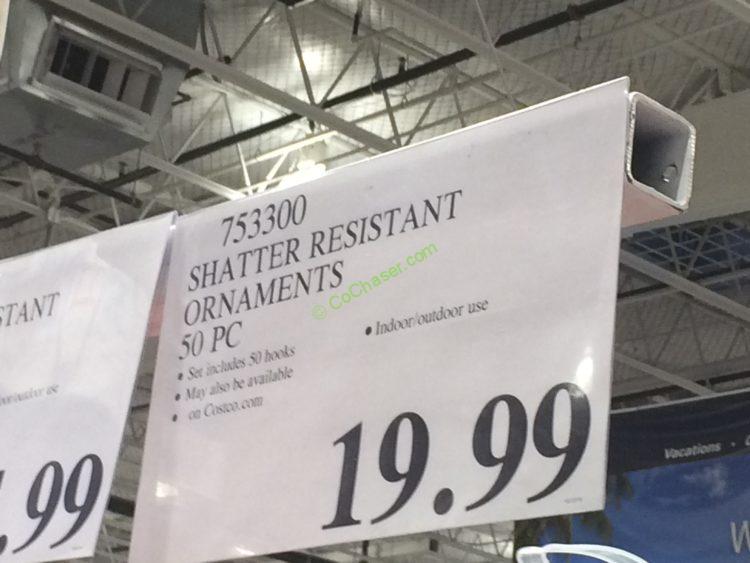 753300
SHATTER RESISTANT
ORNAMENTS
50 PC
• Set includes 50 hooks
• May also be available
• on Costco.com
• Indoor/outdoor use
19.99
© CoChaser.com
.99
Vacations
W